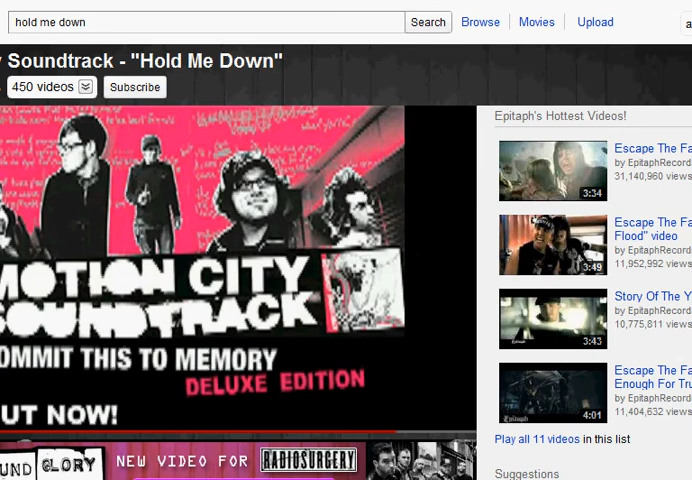 hold me down
Search
Browse
Movies
Upload
Soundtrack - "Hold Me Down"
450 videos
Subscribe
Epitaph's Hottest Videos!
Escape The Fa
by EpitaphRecord
31,140,960 views
3:34
Escape The Fa
Flood" video
by EpitaphRecord
11,952,992 views
3:49
Story Of The Y
by EpitaphRecord
10,775,811 views
3:43
Escape The Fa
Enough For Tru
by EpitaphRecord
11,404,632 views
4:01
Play all 11 videos in this list
Suggestions
MOTION CITY
SOUNDTRACK
OMMIT THIS TO MEMORY
DELUXE EDITION
UT NOW!
UND GLORY
NEW VIDEO FOR RADIOSURGERY